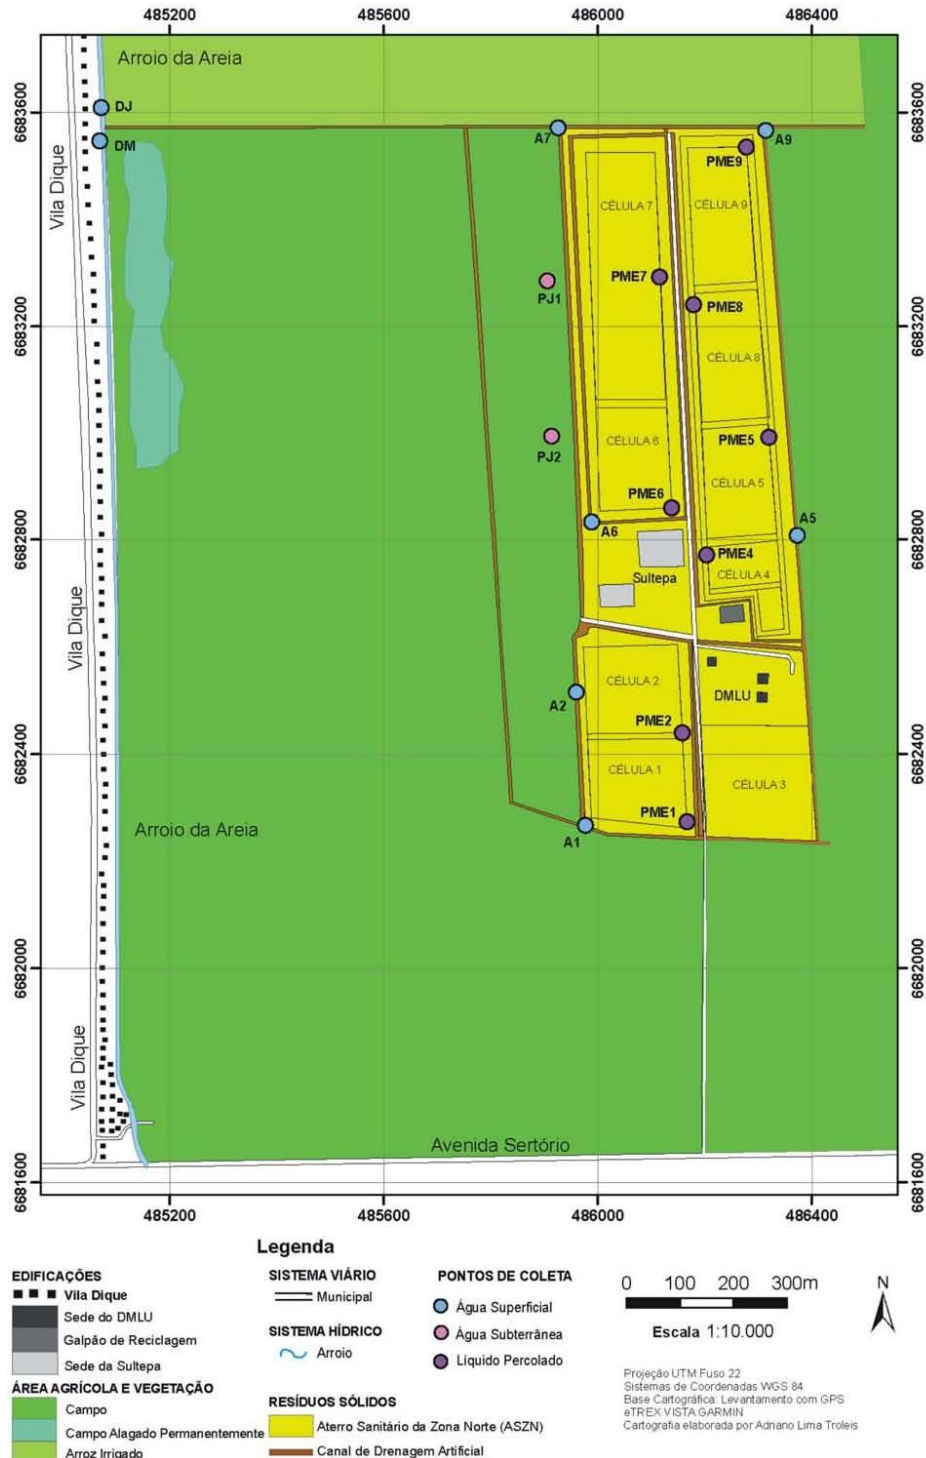 485200 485600 486000 486400
Arroio da Areia
6683600
6683600
DJ
DM
A7
A9
PME9
Vila Dique
CÉLULA 7
CÉLULA 9
PME7
PJ1
PME8
6683200
6683200
CÉLULA 8
PJ2
CÉLULA 6
PME5
CÉLULA 5
PME6
A6
A5
6682800
6682800
PME4
CÉLULA 4
Sultepa
Vila Dique
CÉLULA 2
A2
DMLU
PME2
6682400
6682400
CÉLULA 1
CÉLULA 3
PME1
Arroio da Areia
A1
6682000
6682000
Vila Dique
Avenida Sertório
6681600
6681600
485200 485600 486000 486400
Legenda
EDIFICAÇÕES
Vila Dique
Sede do DMLU
Galpão de Reciclagem
Sede da Sultepa
ÁREA AGRÍCOLA E VEGETAÇÃO
Campo
Campo Alagado Permanentemente
Arroz Irrigado
SISTEMA VIÁRIO
Municipal
SISTEMA HÍDRICO
Arroio
RESÍDUOS SÓLIDOS
Aterro Sanitário da Zona Norte (ASZN)
Canal de Drenagem Artificial
PONTOS DE COLETA
Água Superficial
Água Subterrânea
Líquido Percolado
0 100 200 300m
Escala 1:10.000
N
Projeção UTM Fuso 22
Sistemas de Coordenadas WGS 84
Base Cartográfica: Levantamento com GPS
eTREX VISTA GARMIN
Cartografia elaborada por Adriano Lima Troleis